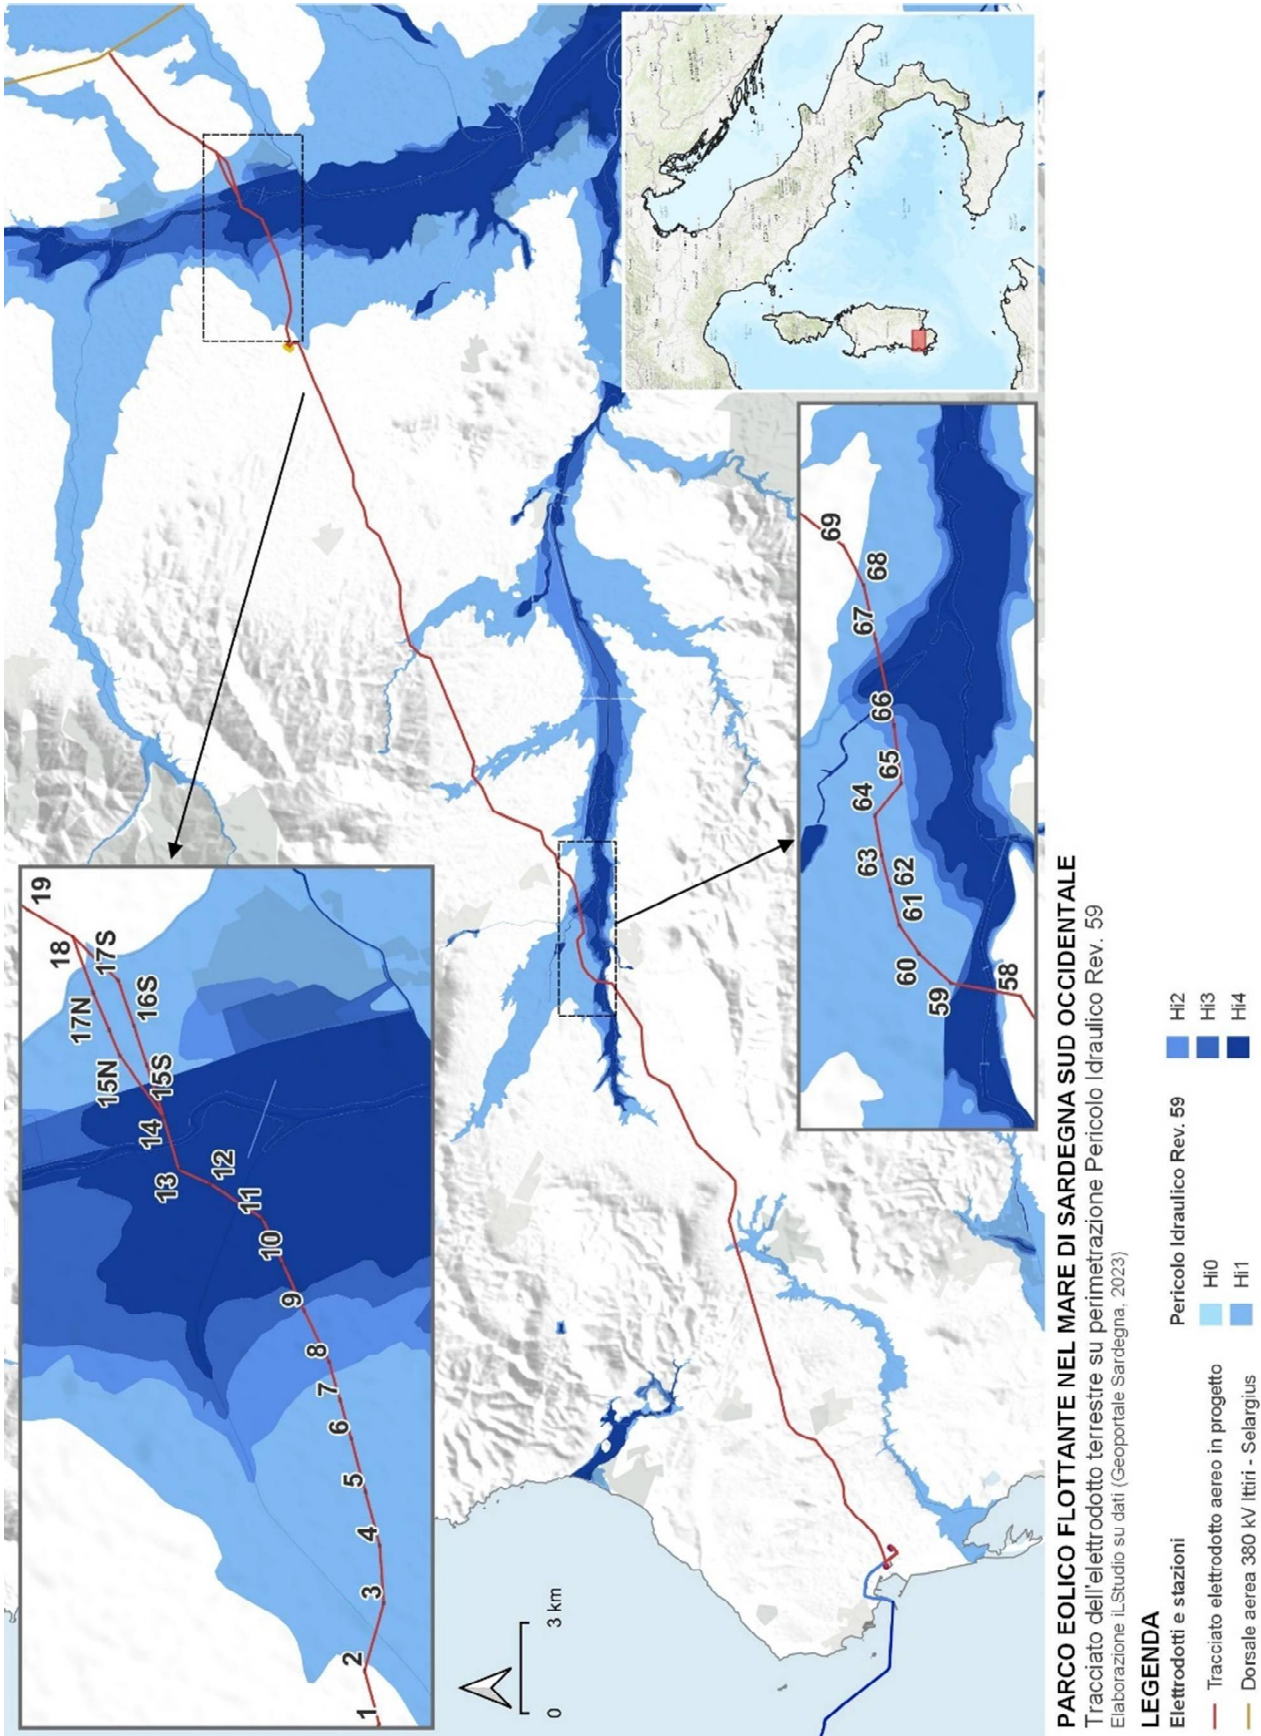 19
18
17S
17N
16S
15N
15S
14
13
12
11
10
9
8
7
6
5
4
3
2
1
69
68
67
66
65
64
63
62
61
60
59
58
0
3 km
PARCO EOLICO FLOTTANTE NEL MARE DI SARDEGNA SUD OCCIDENTALE
Tracciato dell'elettrodotto terrestre su perimetrazione Pericolo Idraulico Rev. 59
Elaborazione iLStudio su dati (Geoportale Sardegna, 2023)
LEGENDA
Elettrodotti e stazioni
Tracciato elettrodotto aereo in progetto
Dorsale aerea 380 kV Ittiri - Selargius
Pericolo Idraulico Rev. 59
Hi0
Hi1
Hi2
Hi3
Hi4